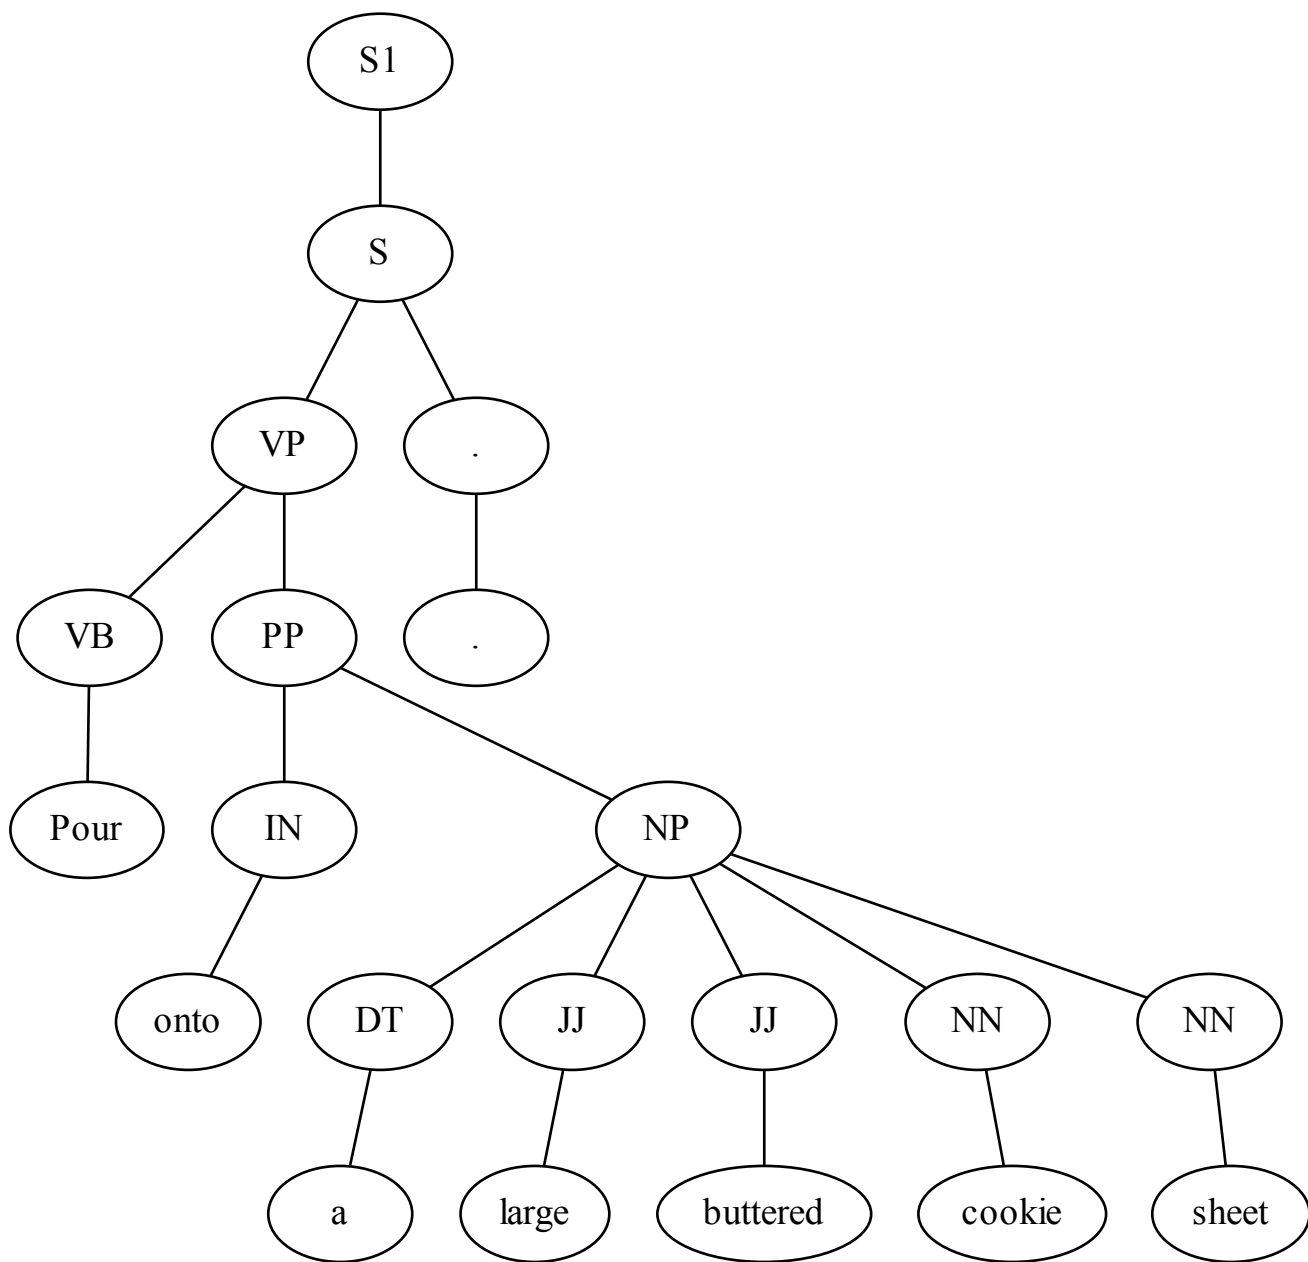 S1
S
VP .
VB PP .
Pour IN NP
onto DT JJ JJ NN NN
a large buttered cookie sheet